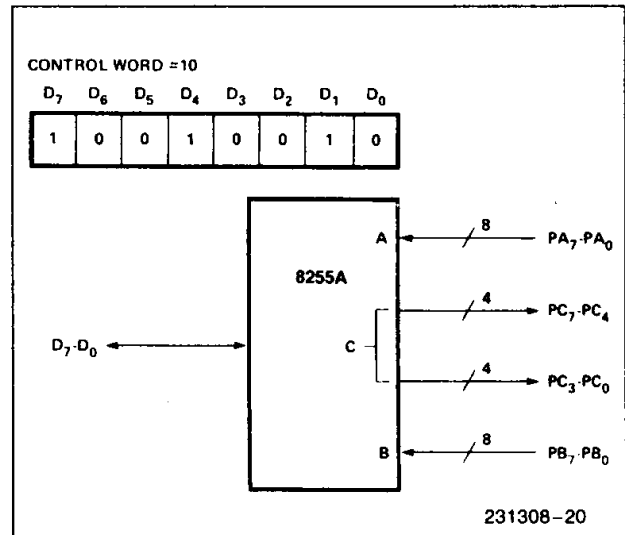 CONTROL WORD =10
D7 D6 D5 D4 D3 D2 D1 D0
1 0 0 1 0 0 1 0
A 8 PA7-PA0
8255A
4 PC7-PC4
D7-D0 C
4 PC3-PC0
B 8 PB7-PB0
231308-20